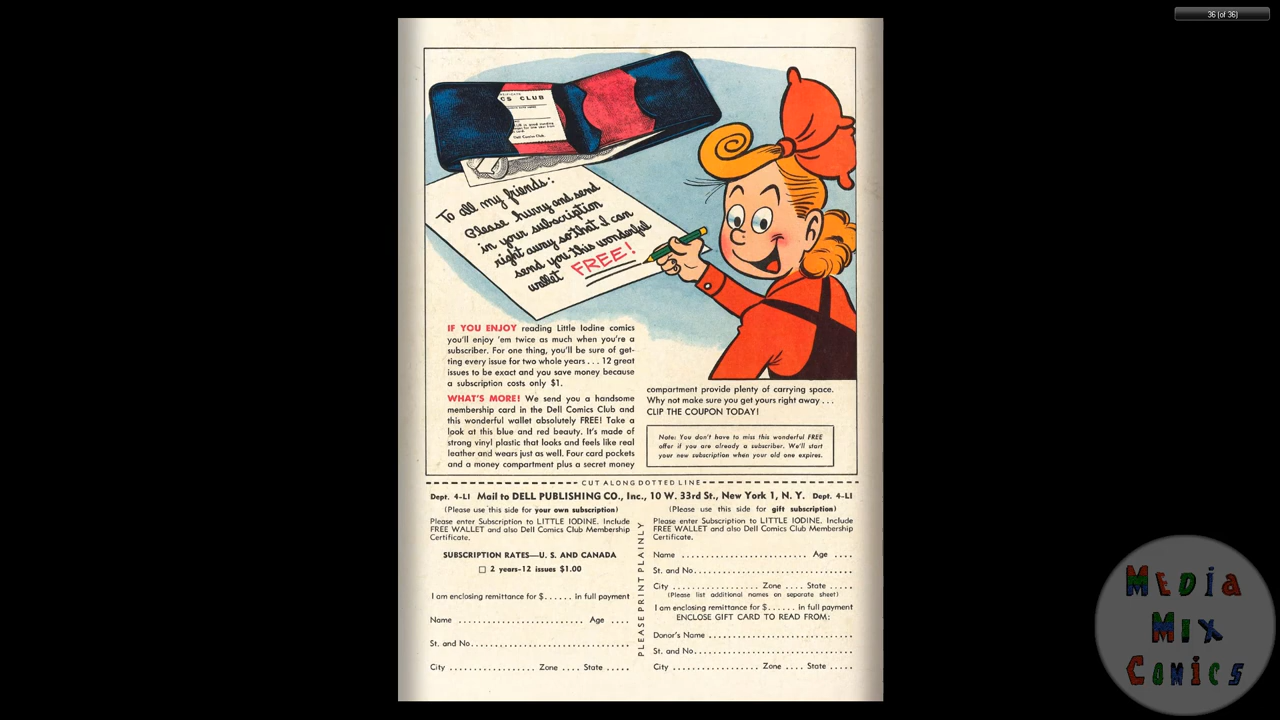 36 (of 36)
CS CLUB
Dell Comics Club.
To all my friends:
Please hurry and send
in your subscription
right away so that I can
send you this wonderful
wallet FREE!
IF YOU ENJOY reading Little Iodine comics
you'll enjoy 'em twice as much when you're a
subscriber. For one thing, you'll be sure of get-
ting every issue for two whole years . . . 12 great
issues to be exact and you save money because
a subscription costs only $1.
WHAT'S MORE! We send you a handsome
membership card in the Dell Comics Club and
this wonderful wallet absolutely FREE! Take a
look at this blue and red beauty. It's made of
strong vinyl plastic that looks and feels like real
leather and wears just as well. Four card pockets
and a money compartment plus a secret money
compartment provide plenty of carrying space.
Why not make sure you get yours right away . . .
CLIP THE COUPON TODAY!
Note: You don't have to miss this wonderful FREE
offer if you are already a subscriber. We'll start
your new subscription when your old one expires.
CUT ALONG DOTTED LINE
Dept. 4-LI Mail to DELL PUBLISHING CO., Inc., 10 W. 33rd St., New York 1, N. Y. Dept. 4-LI
(Please use this side for your own subscription)
Please enter Subscription to LITTLE IODINE. Include
FREE WALLET and also Dell Comics Club Membership
Certificate.
SUBSCRIPTION RATES—U. S. AND CANADA
☐ 2 years-12 issues $1.00
I am enclosing remittance for $...... In full payment
Name .............................. Age ....
St. and No...................................
City .................... Zone .... State .....
PLEASE PRINT PLAINLY
(Please use this side for gift subscription)
Please enter Subscription to LITTLE IODINE. Include
FREE WALLET and also Dell Comics Club Membership
Certificate.
Name .............................. Age ....
St. and No...................................
City .................... Zone .... State .....
(Please list additional names on separate sheet)
I am enclosing remittance for $...... In full payment
ENCLOSE GIFT CARD TO READ FROM:
Donor's Name ................................
St. and No...................................
City .................... Zone .... State .....
MEDIA
MIX
COMICS